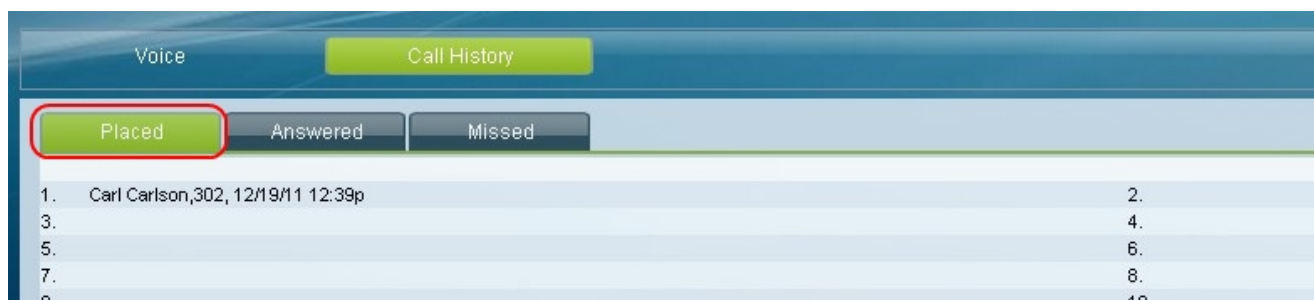 Voice Call History
Placed Answered Missed
1. Carl Carlson,302, 12/19/11 12:39p 2.
3. 4.
5. 6.
7. 8.